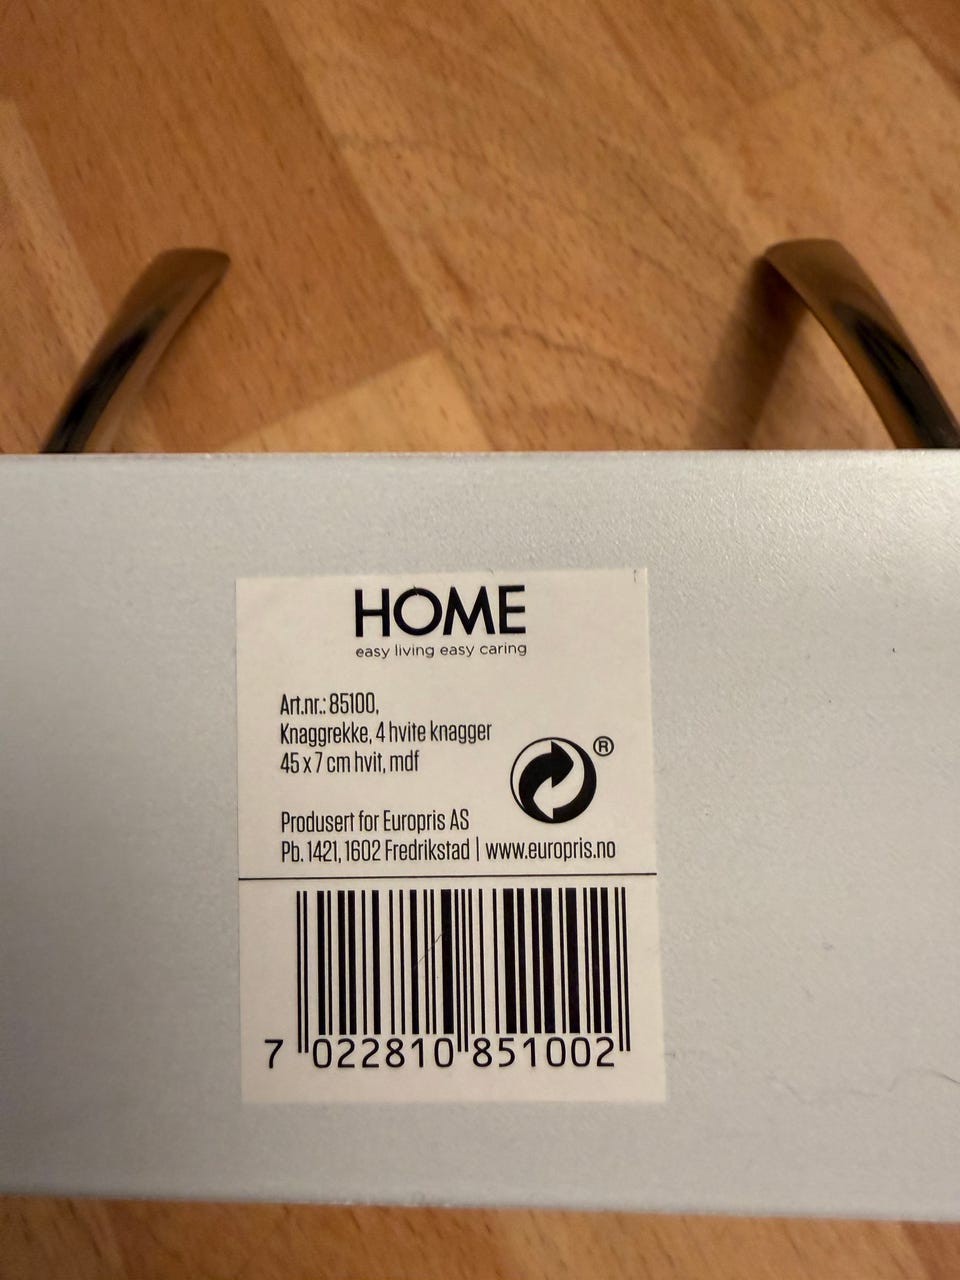 HOME
easy living easy caring
Art.nr.: 85100,
Knaggrekke, 4 hvite knagger
45 x 7 cm hvit, mdf
®
Produsert for Europris AS
Pb. 1421, 1602 Fredrikstad | www.europris.no
7 022810 851002